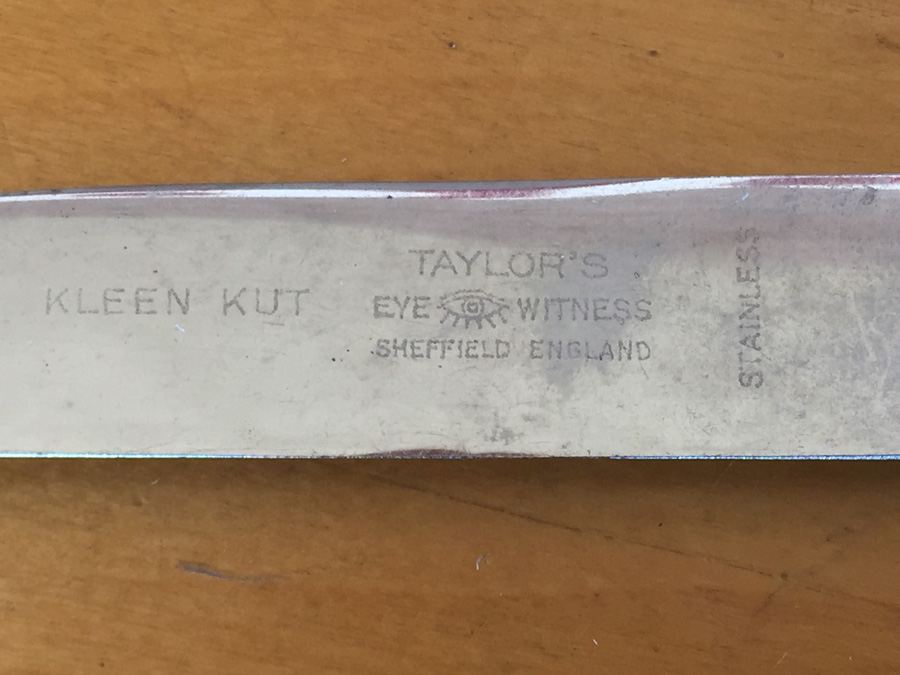 KLEEN KUT
TAYLOR'S
EYE WITNESS
SHEFFIELD ENGLAND
STAINLESS